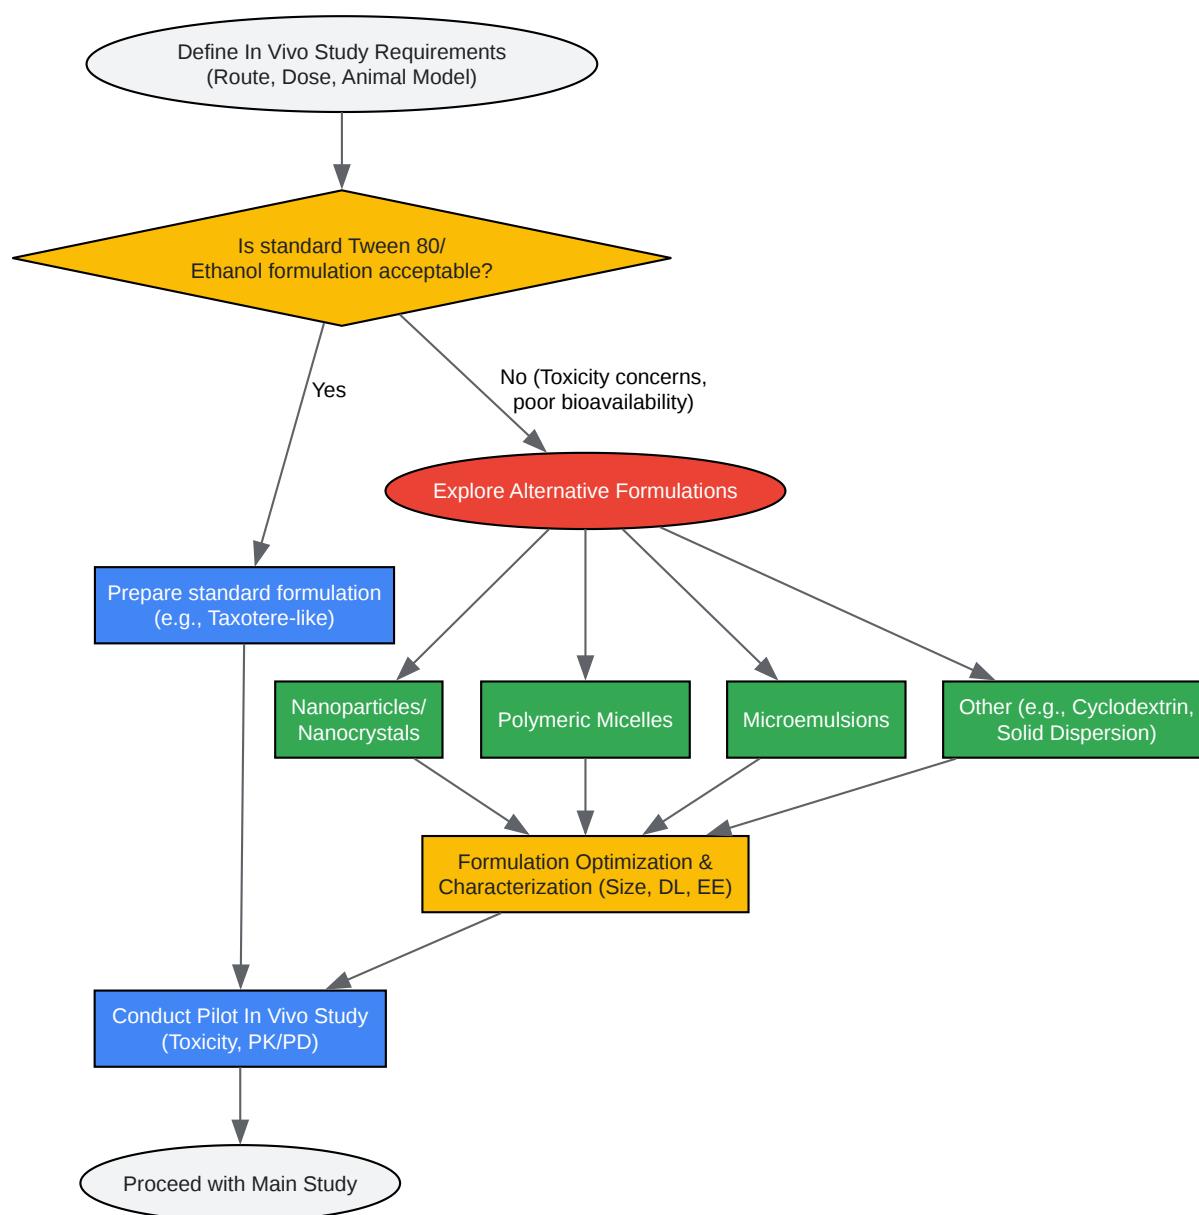 Define In Vivo Study Requirements
(Route, Dose, Animal Model)
Is standard Tween 80/
Ethanol formulation acceptable?
Yes
No (Toxicity concerns,
poor bioavailability)
Explore Alternative Formulations
Prepare standard formulation
(e.g., Taxotere-like)
Nanoparticles/
Nanocrystals
Polymeric Micelles
Microemulsions
Other (e.g., Cyclodextrin,
Solid Dispersion)
Formulation Optimization &
Characterization (Size, DL, EE)
Conduct Pilot In Vivo Study
(Toxicity, PK/PD)
Proceed with Main Study